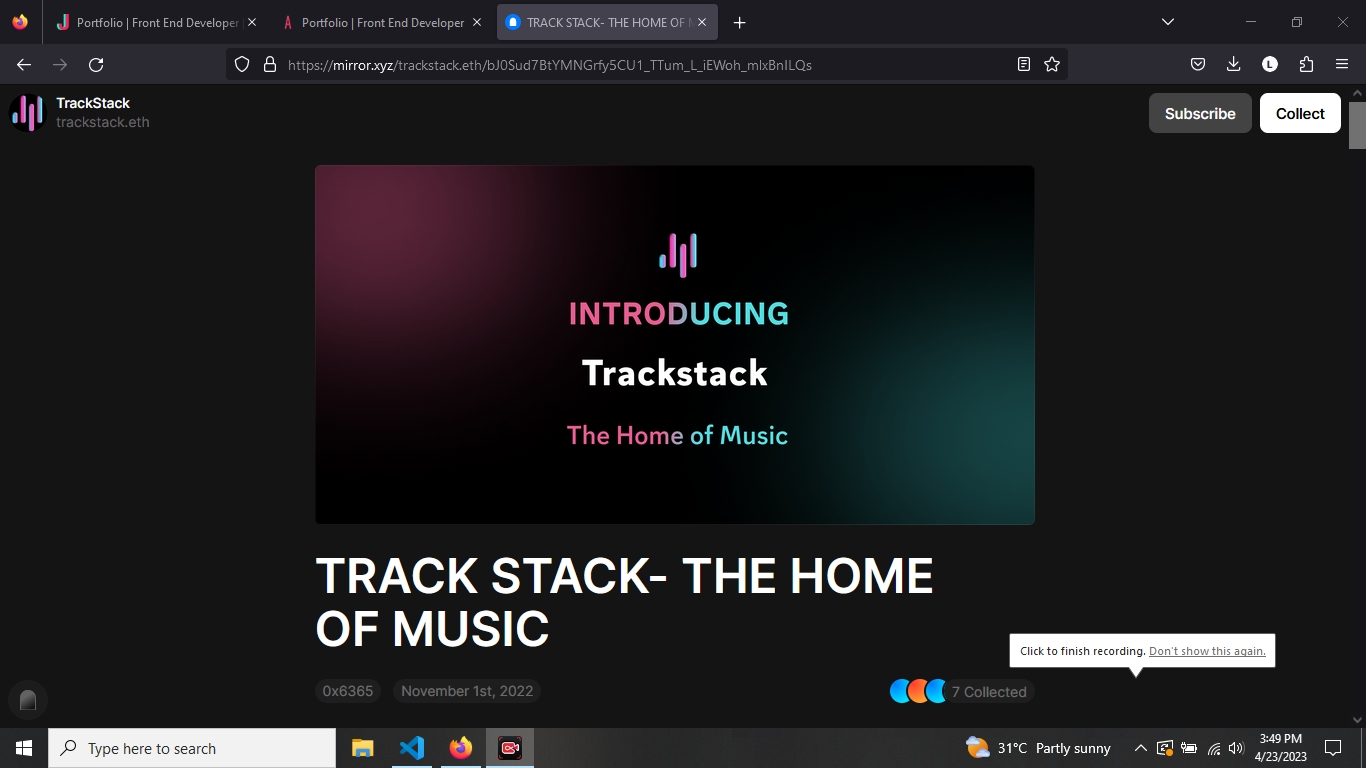 Portfolio | Front End Developer
Portfolio | Front End Developer
TRACK STACK- THE HOME OF
https://mirror.xyz/trackstack.eth/bJ0Sud7BtYMNGrfy5CU1_TTum_L_iEWoh_mlxBnILQs
L
TrackStack
trackstack.eth
Subscribe
Collect
INTRODUCING
Trackstack
The Home of Music
TRACK STACK- THE HOME
OF MUSIC
Click to finish recording. Don't show this again.
0x6365
November 1st, 2022
7 Collected
Type here to search
31°C Partly sunny
3:49 PM
4/23/2023